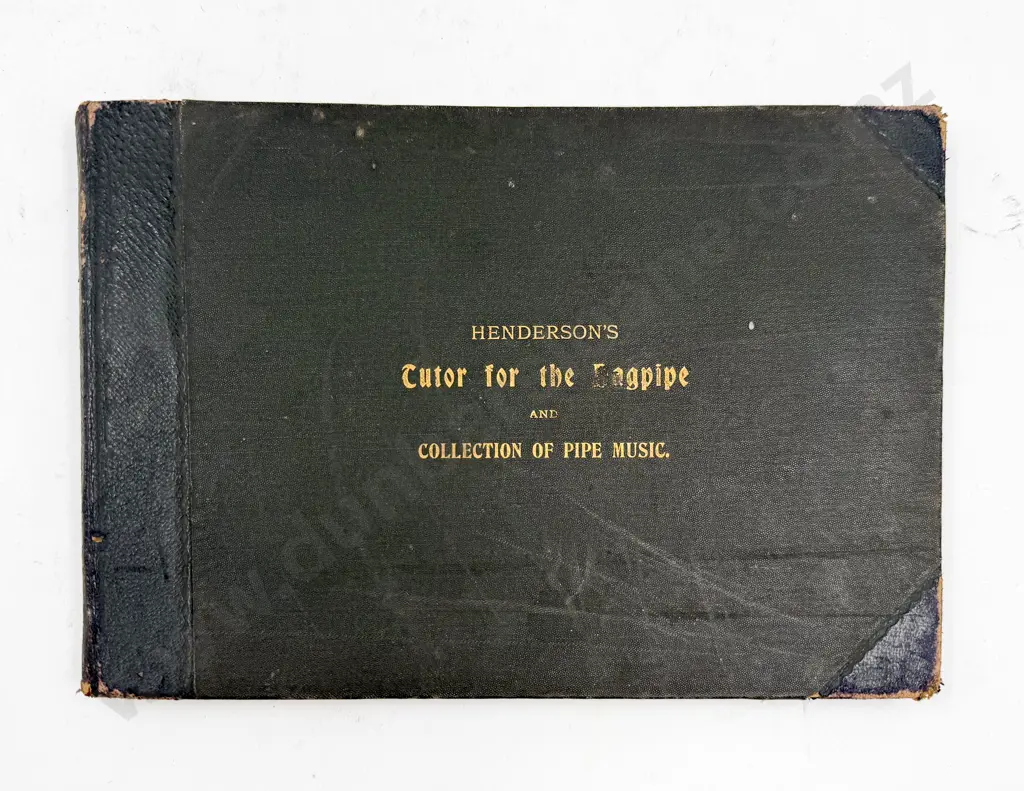 HENDERSON'S
Tutor for the Bagpipe
AND
COLLECTION OF PIPE MUSIC.